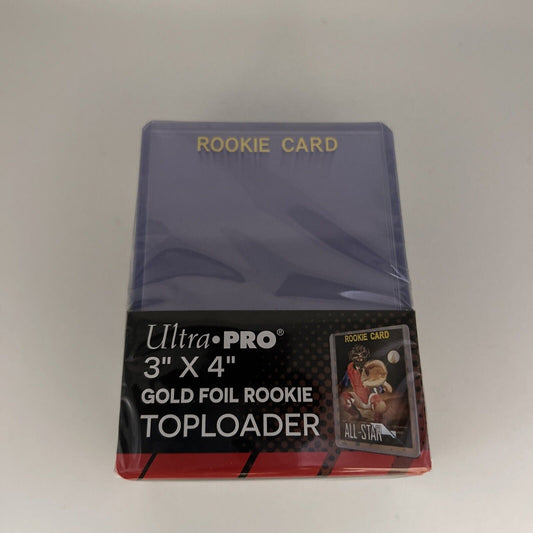 ROOKIE CARD
Ultra•PRO®
3" X 4"
GOLD FOIL ROOKIE
TOPLOADER
ROOKIE CARD
ALL-STAR